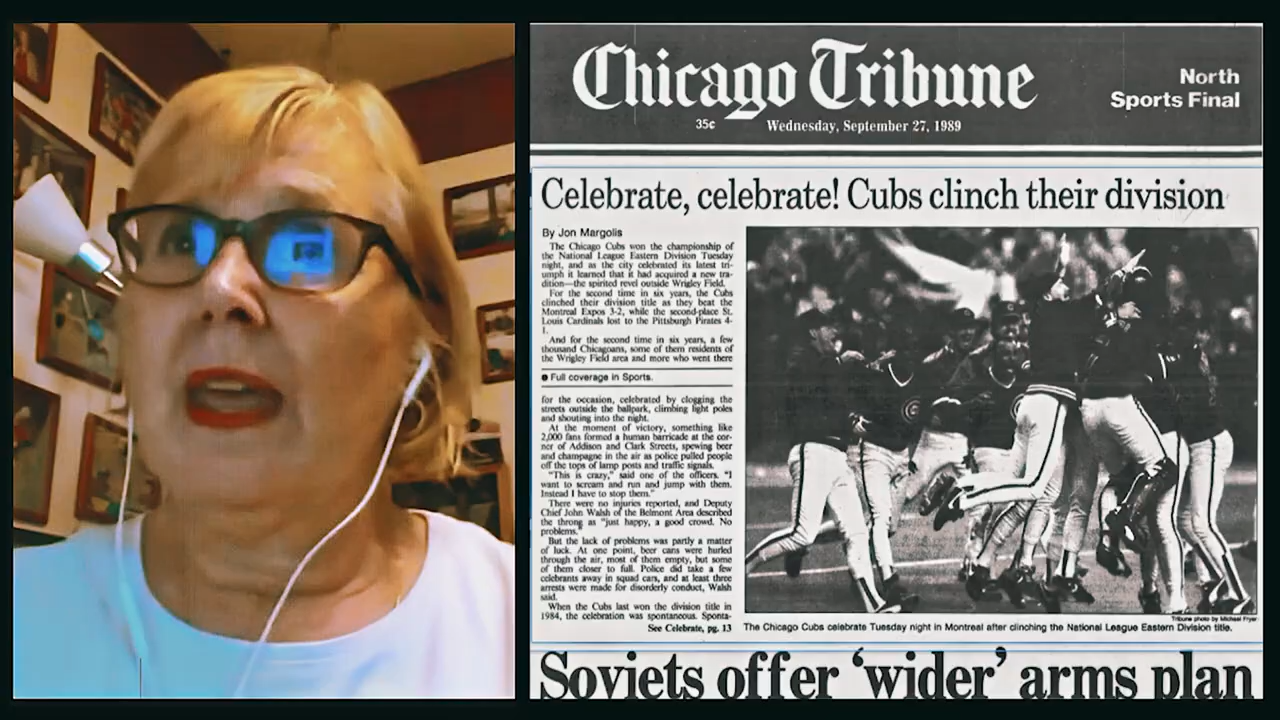 Chicago Tribune
North
Sports Final
35¢
Wednesday, September 27, 1989
Celebrate, celebrate! Cubs clinch their division
By Jon Margolis
The Chicago Cubs won the championship of
the National League Eastern Division Tuesday
night, and as the city celebrated its latest tri-
umph it learned that it had acquired a new tra-
dition—the spirited revel outside Wrigley Field.
For the second time in six years, the Cubs
clinched their division title as they beat the
Montreal Expos 3-2, while the second-place St.
Louis Cardinals lost to the Pittsburgh Pirates 4-
1.
And for the second time in six years, a few
thousand Chicagoans, some of them residents of
the Wrigley Field area and more who went there
● Full coverage in Sports.
for the occasion, celebrated by clogging the
streets outside the ballpark, climbing light poles
and shouting into the night.
At the moment of victory, something like
2,000 fans formed a human barricade at the cor-
ner of Addison and Clark Streets, spewing beer
and champagne in the air as police pulled people
off the tops of lamp posts and traffic signals.
"This is crazy," said one of the officers. "I
want to scream and run and jump with them.
Instead I have to stop them."
There were no injuries reported, and Deputy
Chief John Walsh of the Belmont Area described
the throng as "just happy, a good crowd. No
problems."
But the lack of problems was partly a matter
of luck. At one point, beer cans were hurled
through the air, most of them empty, but some
of them closer to full. Police did take a few
celebrants away in squad cars, and at least three
arrests were made for disorderly conduct, Walsh
said.
When the Cubs last won the division title in
1984, the celebration was spontaneous. Sponta-
See Celebrate, pg. 13
Tribune photo by Michael Fryer
The Chicago Cubs celebrate Tuesday night in Montreal after clinching the National League Eastern Division title.
Soviets offer 'wider' arms plan